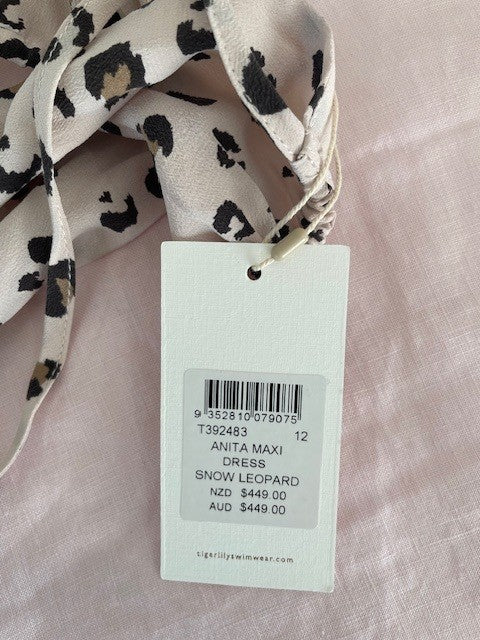 9 352810 079075
T392483 12
ANITA MAXI
DRESS
SNOW LEOPARD
NZD $449.00
AUD $449.00
tigerlilyswimwear.com